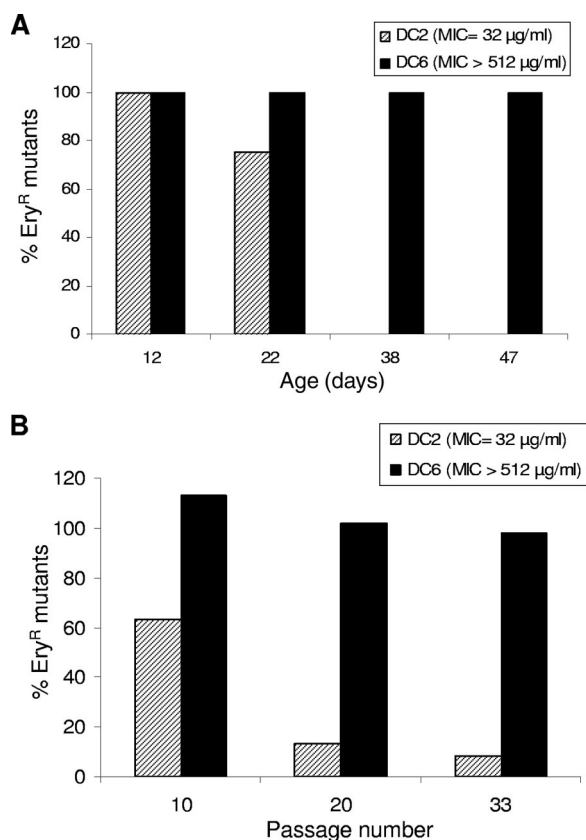 A
DC2 (MIC= 32 µg/ml)
DC6 (MIC > 512 µg/ml)
120
100
80
60
40
20
0
% Ery^R mutants
12 22 38 47
Age (days)
B
DC2 (MIC= 32 µg/ml)
DC6 (MIC > 512 µg/ml)
120
100
80
60
40
20
0
% Ery^R mutants
10 20 33
Passage number